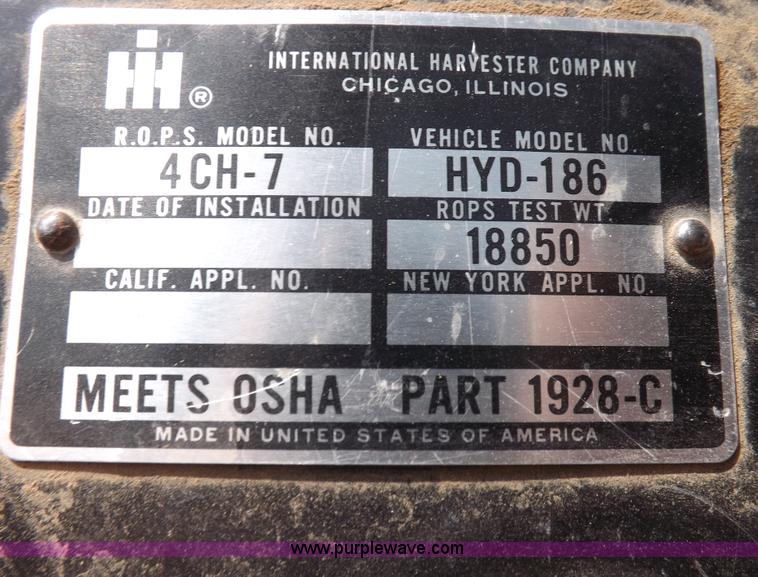 IH ®
INTERNATIONAL HARVESTER COMPANY
CHICAGO, ILLINOIS
R.O.P.S. MODEL NO.
4CH-7
VEHICLE MODEL NO.
HYD-186
DATE OF INSTALLATION
ROPS TEST WT.
18850
CALIF. APPL. NO.
NEW YORK APPL. NO.
MEETS OSHA PART 1928-C
MADE IN UNITED STATES OF AMERICA
www.purplewave.com